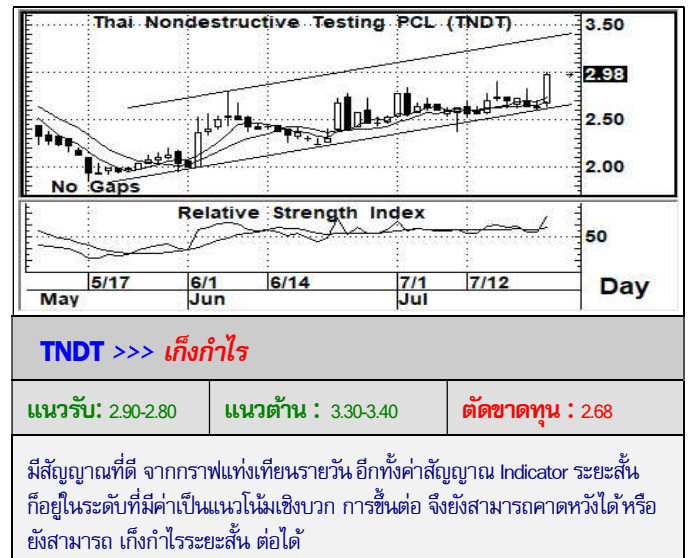 Thai Nondestructive Testing PCL (TNDT)
3.50
2.98
2.50
2.00
No Gaps
Relative Strength Index
50
5/17 6/1 6/14 7/1 7/12
May Jun Jul
Day
TNDT >>> เก็งกำไร
แนวรับ: 2.90-2.80 แนวต้าน : 3.30-3.40 ตัดขาดทุน : 2.68
มีสัญญาณที่ดี จากกราฟแท่งเทียนรายวัน อีกทั้งค่าสัญญาณ Indicator ระยะสั้น
ก็อยู่ในระดับที่มีค่าเป็นแนวโน้มเชิงบวก การขึ้นต่อ จึงยังสามารถคาดหวังได้ หรือ
ยังสามารถ เก็งกำไรระยะสั้น ต่อได้